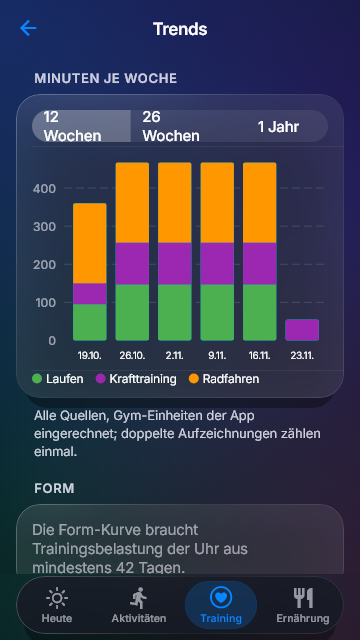 Trends
MINUTEN JE WOCHE
12
Wochen
26
Wochen
1 Jahr
400
300
200
100
0
19.10. 26.10. 2.11. 9.11. 16.11. 23.11.
Laufen Krafttraining Radfahren
Alle Quellen, Gym-Einheiten der App
eingerechnet; doppelte Aufzeichnungen zählen
einmal.
FORM
Die Form-Kurve braucht
Trainingsbelastung der Uhr aus
mindestens 42 Tagen.
Heute Aktivitäten Training Ernährung